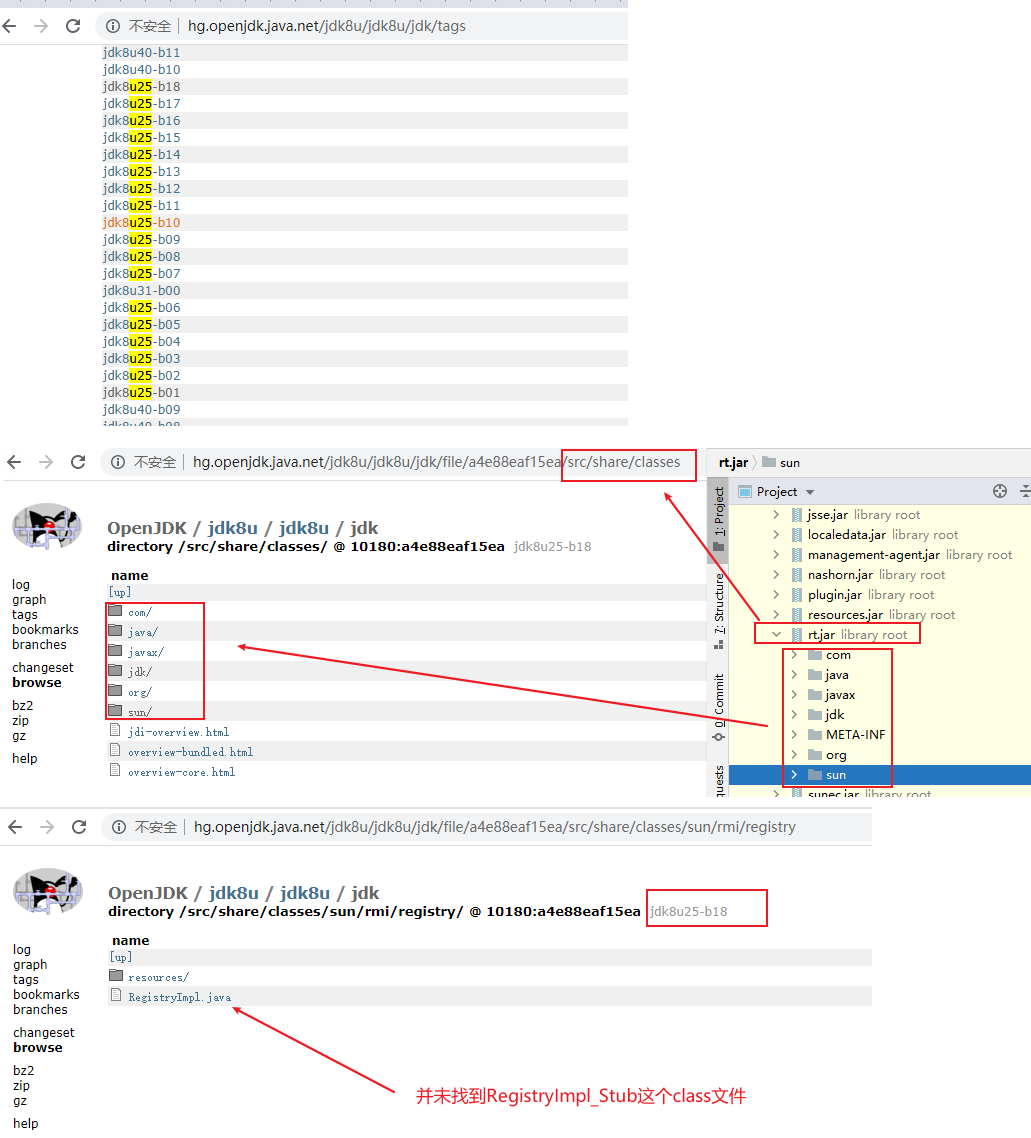 不安全 | hg.openjdk.java.net/jdk8u/jdk8u/jdk/tags
jdk8u40-b11
jdk8u40-b10
jdk8u25-b18
jdk8u25-b17
jdk8u25-b16
jdk8u25-b15
jdk8u25-b14
jdk8u25-b13
jdk8u25-b12
jdk8u25-b11
jdk8u25-b10
jdk8u25-b09
jdk8u25-b08
jdk8u25-b07
jdk8u31-b00
jdk8u25-b06
jdk8u25-b05
jdk8u25-b04
jdk8u25-b03
jdk8u25-b02
jdk8u25-b01
jdk8u40-b09
jdk8u40-b08
不安全 | hg.openjdk.java.net/jdk8u/jdk8u/jdk/file/a4e88eaf15ea/src/share/classes
OpenJDK / jdk8u / jdk8u / jdk
directory /src/share/classes/ @ 10180:a4e88eaf15ea jdk8u25-b18
log
graph
tags
bookmarks
branches
changeset
browse
bz2
zip
gz
help
name
[up]
com/
java/
javax/
jdk/
org/
sun/
jdi-overview.html
overview-bundled.html
overview-core.html
rt.jar
sun
1: Project
7: Structure
0: Commit
quests
Project
jsse.jar library root
localedata.jar library root
management-agent.jar library root
nashorn.jar library root
plugin.jar library root
resources.jar library root
rt.jar library root
com
java
javax
jdk
META-INF
org
sun
sunec.jar library root
不安全 | hg.openjdk.java.net/jdk8u/jdk8u/jdk/file/a4e88eaf15ea/src/share/classes/sun/rmi/registry
OpenJDK / jdk8u / jdk8u / jdk
directory /src/share/classes/sun/rmi/registry/ @ 10180:a4e88eaf15ea jdk8u25-b18
log
graph
tags
bookmarks
branches
changeset
browse
bz2
zip
gz
help
name
[up]
resources/
RegistryImpl.java
并未找到RegistryImpl_Stub这个class文件